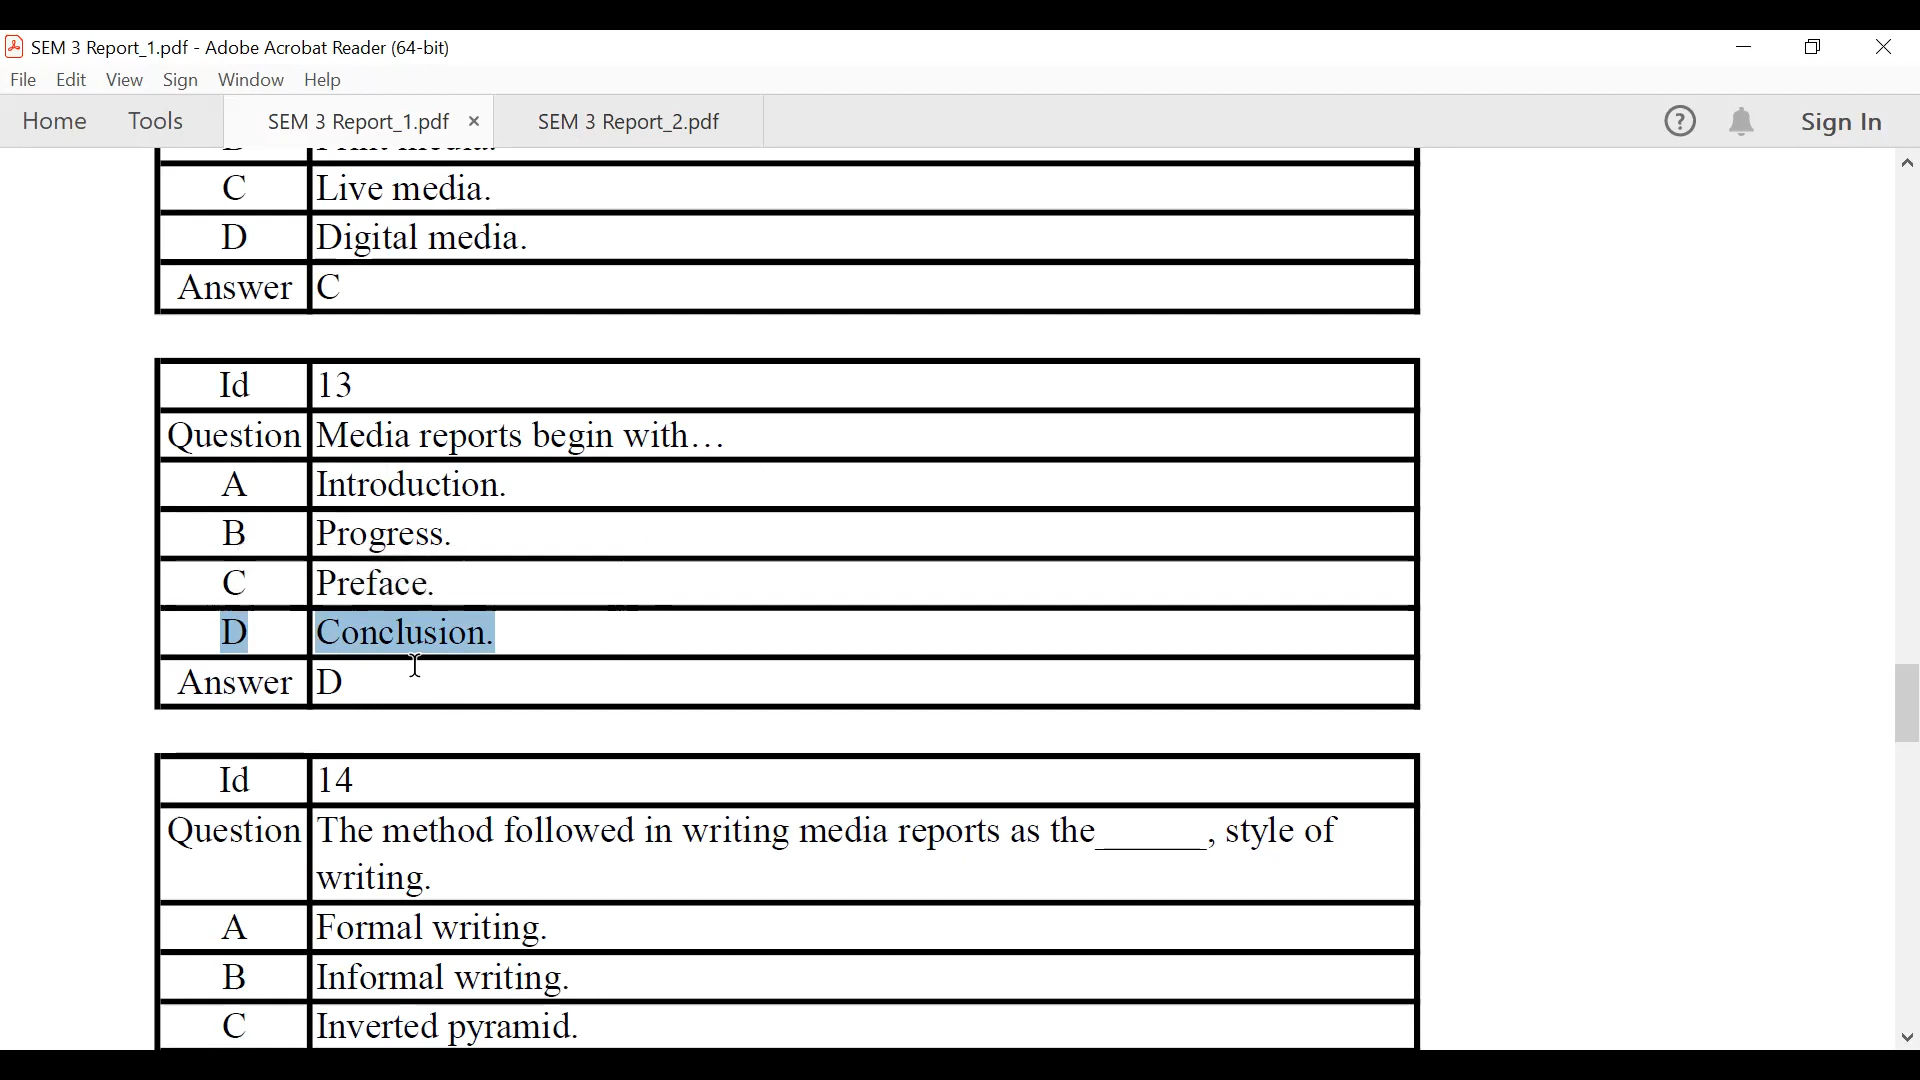 SEM 3 Report_1.pdf - Adobe Acrobat Reader (64-bit)
File Edit View Sign Window Help
Home Tools SEM 3 Report_1.pdf × SEM 3 Report_2.pdf ? Sign In
C Live media.
D Digital media.
Answer C
Id 13
Question Media reports begin with…
A Introduction.
B Progress.
C Preface.
D Conclusion.
Answer D
Id 14
Question The method followed in writing media reports as the______, style of
writing.
A Formal writing.
B Informal writing.
C Inverted pyramid.